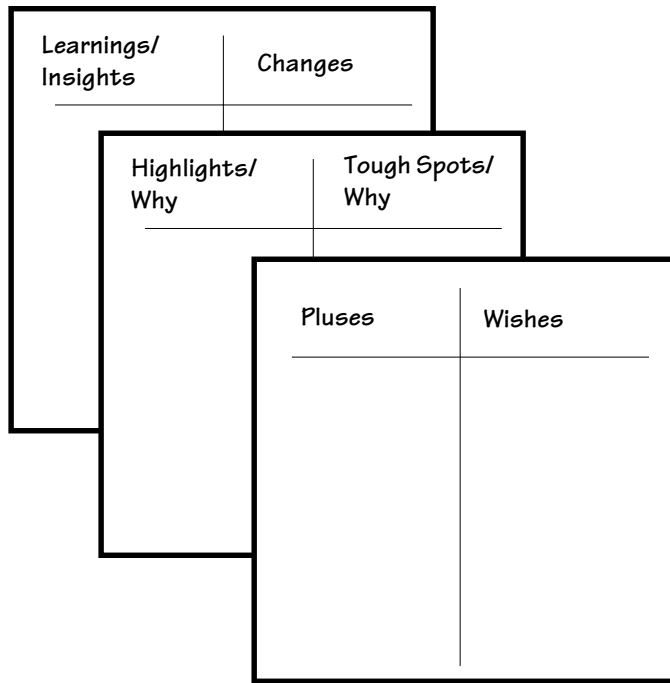 Learnings/
Insights
Changes
Highlights/
Why
Tough Spots/
Why
Pluses
Wishes